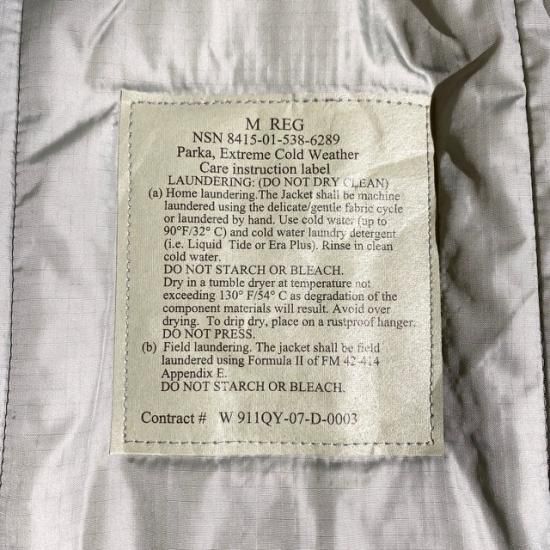 M REG
NSN 8415-01-538-6289
Parka, Extreme Cold Weather
Care instruction label
LAUNDERING: (DO NOT DRY CLEAN)
(a) Home laundering.The Jacket shall be machine
laundered using the delicate/gentle fabric cycle
or laundered by hand. Use cold water (up to
90°F/32° C) and cold water laundry detergent
(i.e. Liquid Tide or Era Plus). Rinse in clean
cold water.
DO NOT STARCH OR BLEACH.
Dry in a tumble dryer at temperature not
exceeding 130° F/54° C as degradation of the
component materials will result. Avoid over
drying. To drip dry, place on a rustproof hanger.
DO NOT PRESS.
(b) Field laundering. The jacket shall be field
laundered using Formula II of FM 42-414
Appendix E.
DO NOT STARCH OR BLEACH.
Contract # W 911QY-07-D-0003